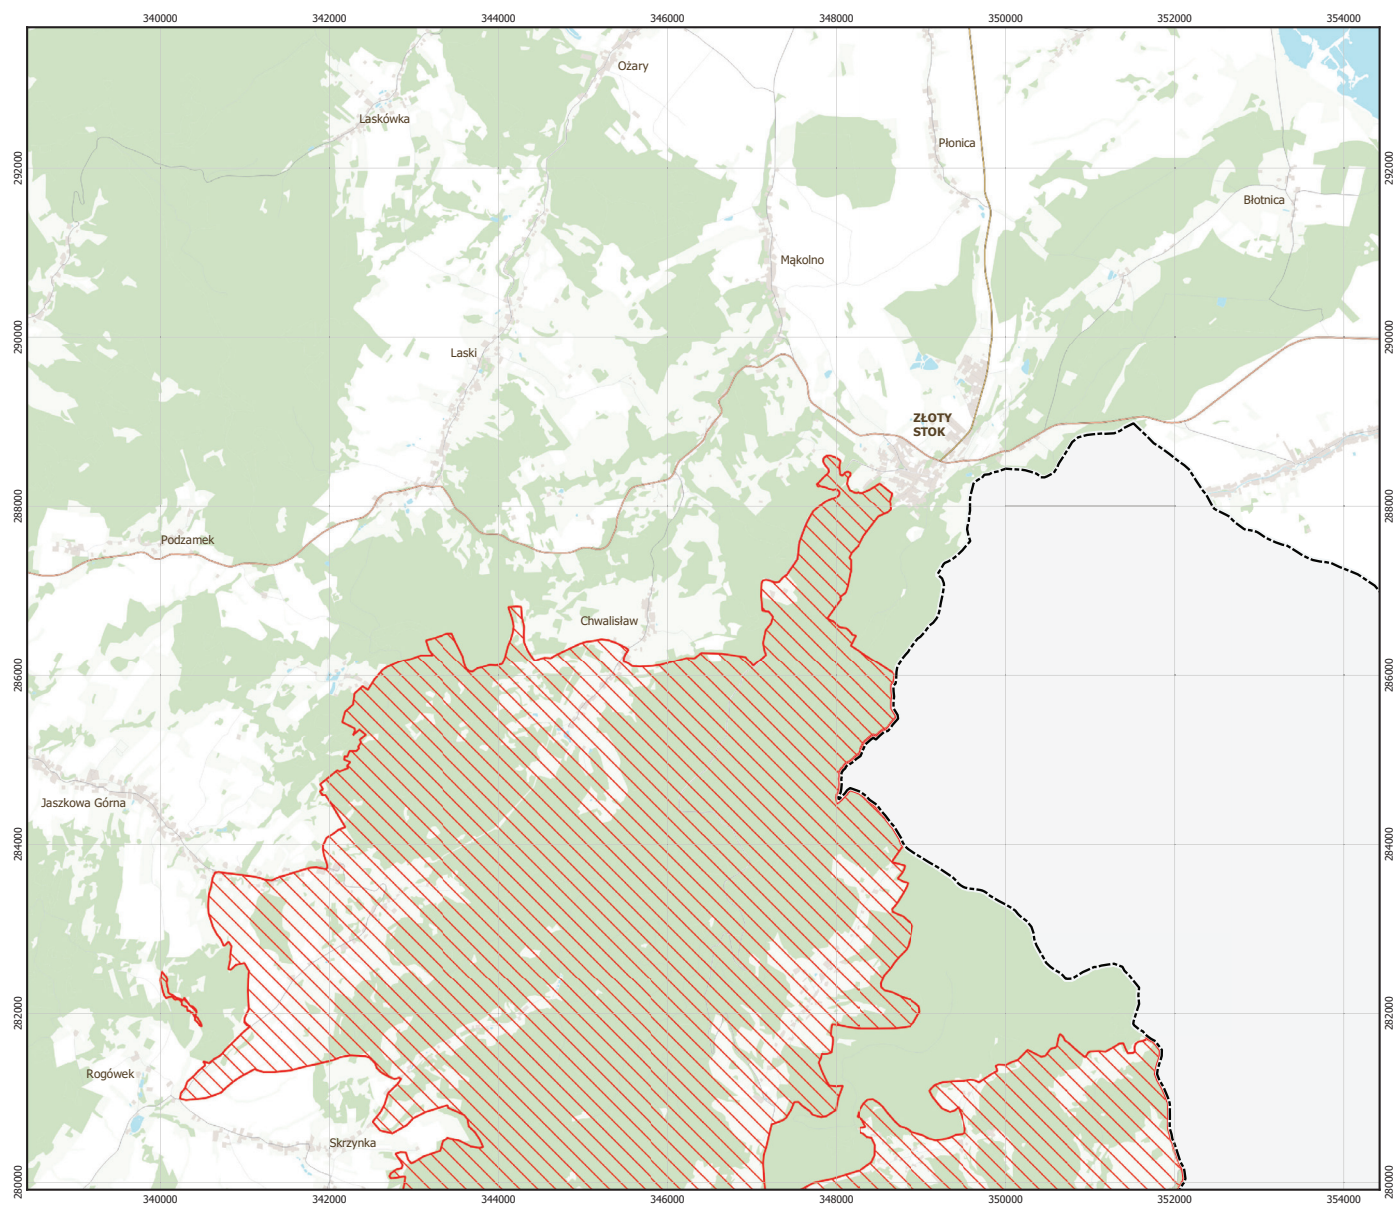 340000 342000 344000 346000 348000 350000 352000 354000
Ożary
Laskówka
Płonica
292000 292000
Błotnica
Mąkolno
290000 290000
Laski
ZŁOTY
STOK
288000 288000
Podzamek
Chwalisław
286000 286000
Jaszkowa Górna
284000 284000
282000 282000
Rogówek
Skrzynka
280000 280000
340000 342000 344000 346000 348000 350000 352000 354000